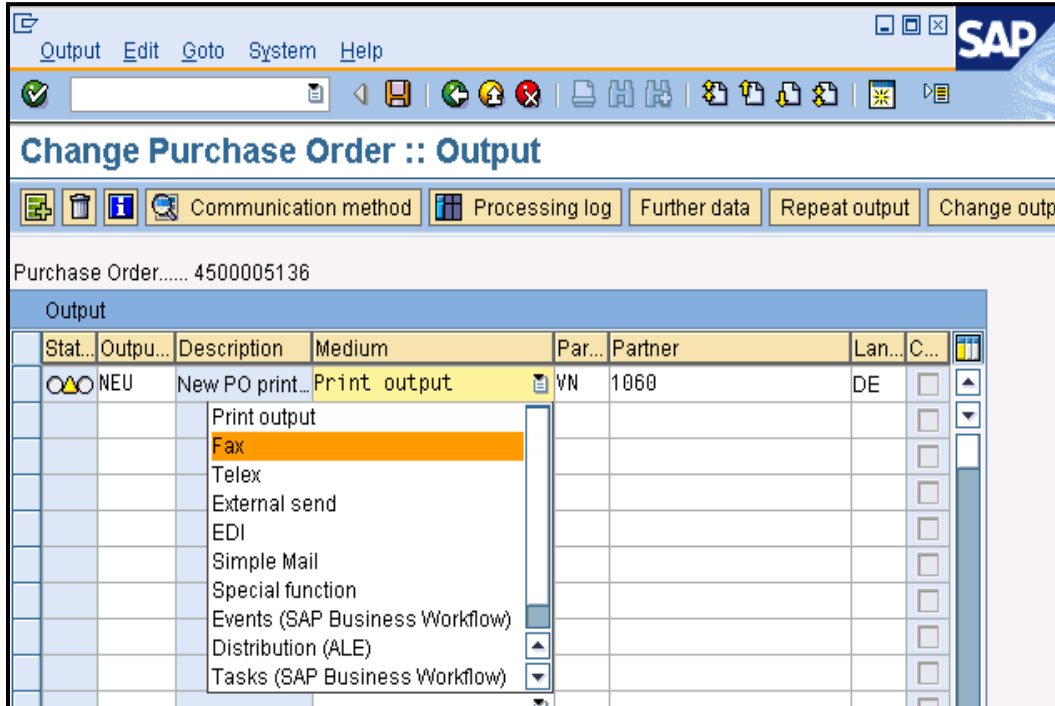 Output Edit Goto System Help
SAP
Change Purchase Order :: Output
Communication method Processing log Further data Repeat output Change outp
Purchase Order...... 4500005136
Output
Stat... Outpu... Description Medium Par... Partner Lan... C...
NEU New PO print... Print output VN 1060 DE
Print output
Fax
Telex
External send
EDI
Simple Mail
Special function
Events (SAP Business Workflow)
Distribution (ALE)
Tasks (SAP Business Workflow)